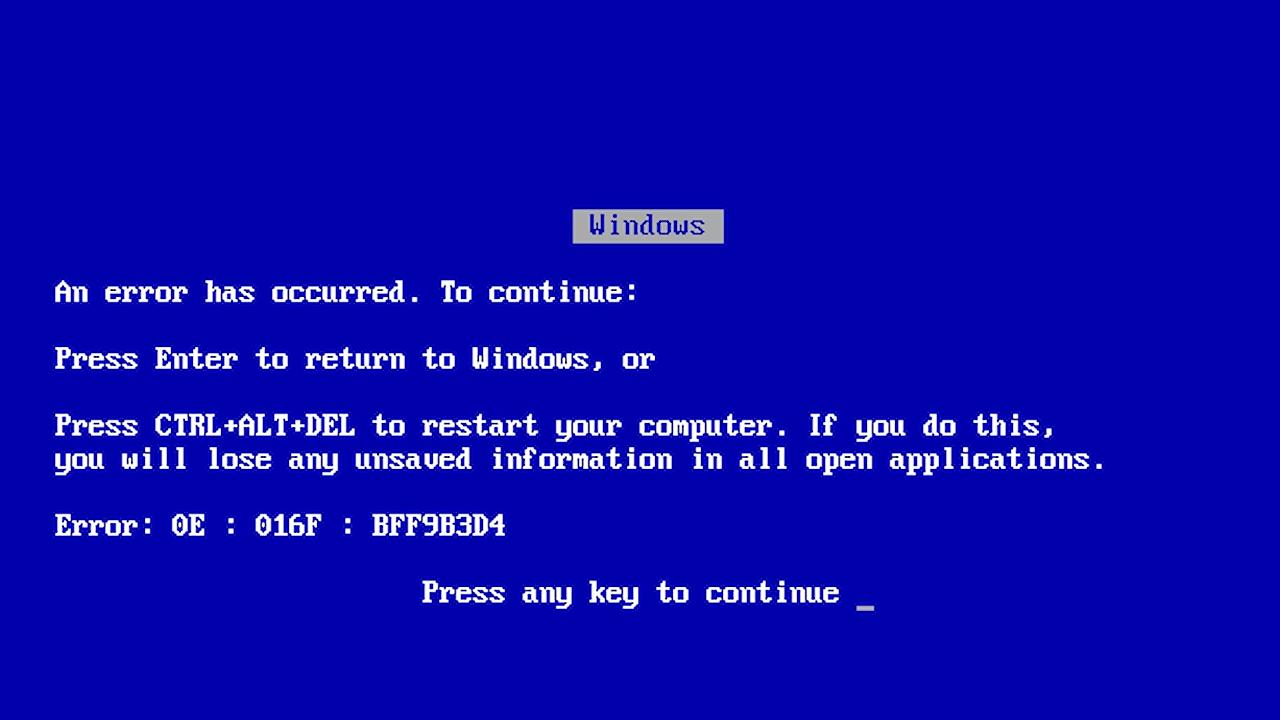 Windows
An error has occurred. To continue:
Press Enter to return to Windows, or
Press CTRL+ALT+DEL to restart your computer. If you do this,
you will lose any unsaved information in all open applications.
Error: 0E : 016F : BFF9B3D4
Press any key to continue _